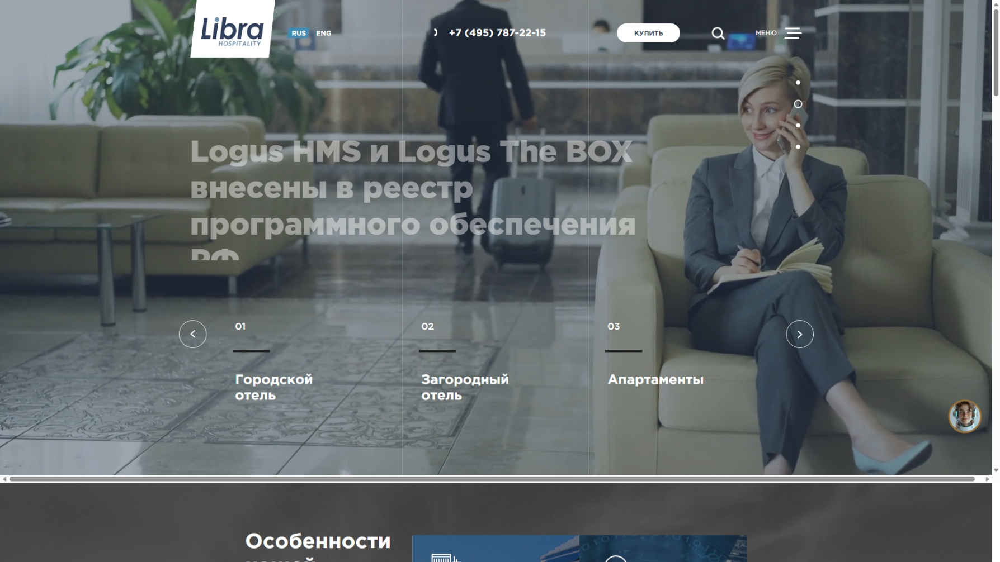 Libra
HOSPITALITY
RUS ENG
+7 (495) 787-22-15
КУПИТЬ
МЕНЮ
Logus HMS и Logus The BOX
внесены в реестр
программного обеспечения
РФ
01
Городской
отель
02
Загородный
отель
03
Апартаменты
Особенности